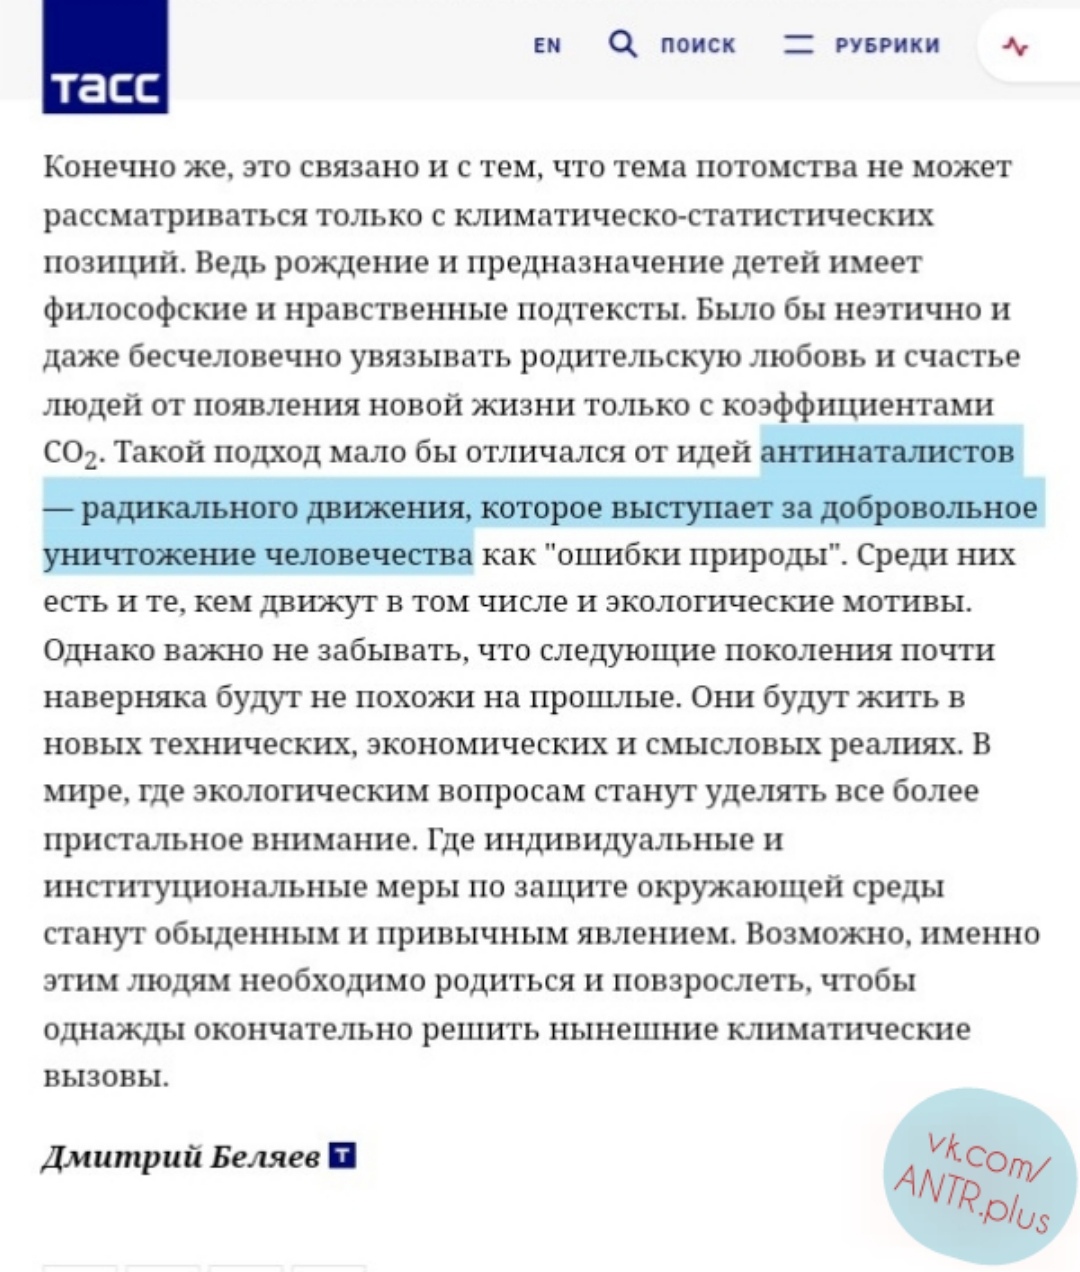 тасс
EN ПОИСК РУБРИКИ
Конечно же, это связано и с тем, что тема потомства не может
рассматриваться только с климатическо-статистических
позиций. Ведь рождение и предназначение детей имеет
философские и нравственные подтексты. Было бы неэтично и
даже бесчеловечно увязывать родительскую любовь и счастье
людей от появления новой жизни только с коэффициентами
CO₂. Такой подход мало бы отличался от идей антинаталистов
— радикального движения, которое выступает за добровольное
уничтожение человечества как "ошибки природы". Среди них
есть и те, кем движут в том числе и экологические мотивы.
Однако важно не забывать, что следующие поколения почти
наверняка будут не похожи на прошлые. Они будут жить в
новых технических, экономических и смысловых реалиях. В
мире, где экологическим вопросам станут уделять все более
пристальное внимание. Где индивидуальные и
институциональные меры по защите окружающей среды
станут обыденным и привычным явлением. Возможно, именно
этим людям необходимо родиться и повзрослеть, чтобы
однажды окончательно решить нынешние климатические
вызовы.
Дмитрий Беляев Т
vk.com/
ANTR.plus